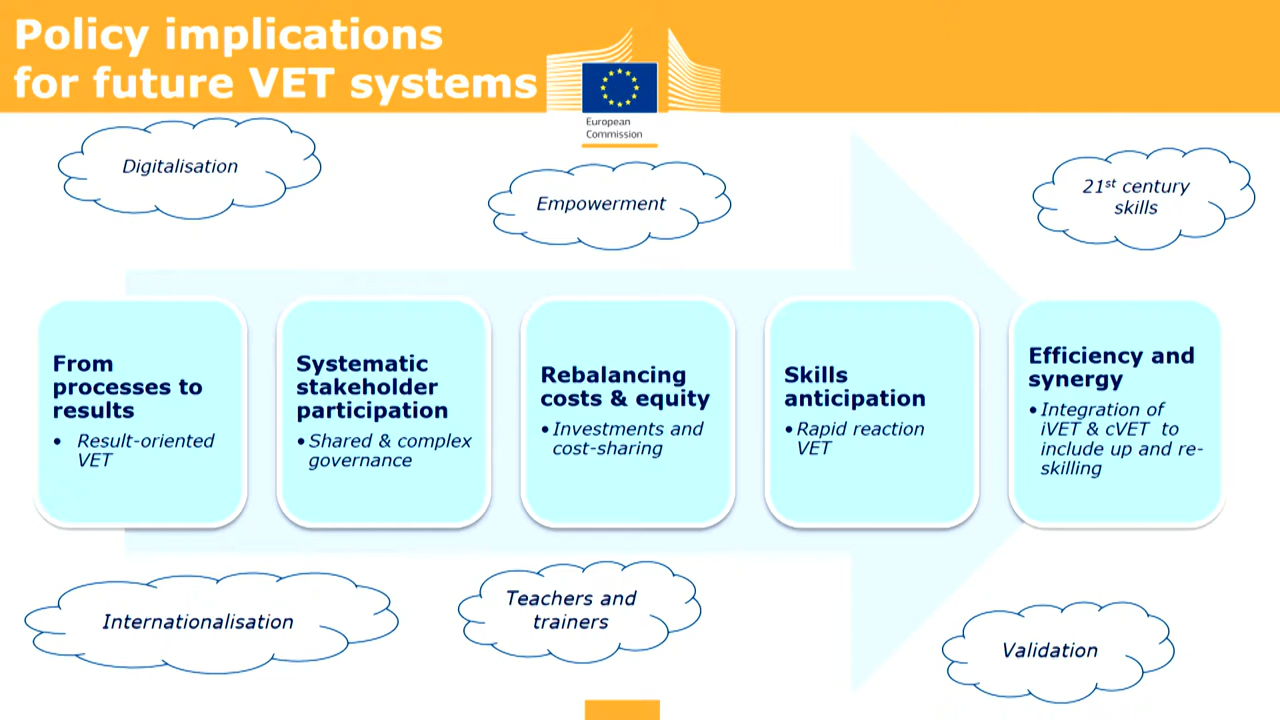 Policy implications
for future VET systems
European
Commission
Digitalisation
Empowerment
21st century
skills
From
processes to
results
• Result-oriented
VET
Systematic
stakeholder
participation
• Shared & complex
governance
Rebalancing
costs & equity
• Investments and
cost-sharing
Skills
anticipation
• Rapid reaction
VET
Efficiency and
synergy
• Integration of
iVET & cVET to
include up and re-
skilling
Internationalisation
Teachers and
trainers
Validation